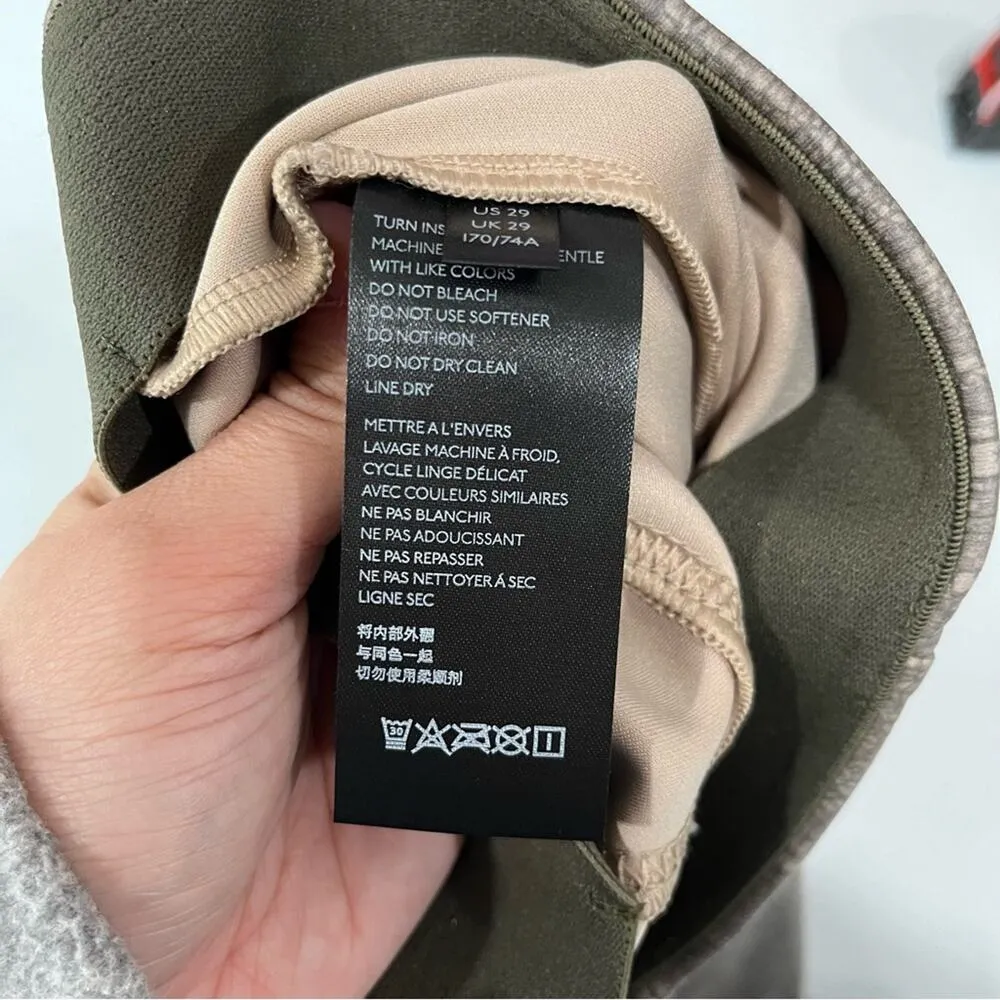 US 29
UK 29
170/74A
TURN INS
MACHINE ENTLE
WITH LIKE COLORS
DO NOT BLEACH
DO NOT USE SOFTENER
DO NOT IRON
DO NOT DRY CLEAN
LINE DRY
METTRE A L'ENVERS
LAVAGE MACHINE À FROID,
CYCLE LINGE DÉLICAT
AVEC COULEURS SIMILAIRES
NE PAS BLANCHIR
NE PAS ADOUCISSANT
NE PAS REPASSER
NE PAS NETTOYER Á SEC
LIGNE SEC
将内部外翻
与同色一起
切勿使用柔顺剂
30